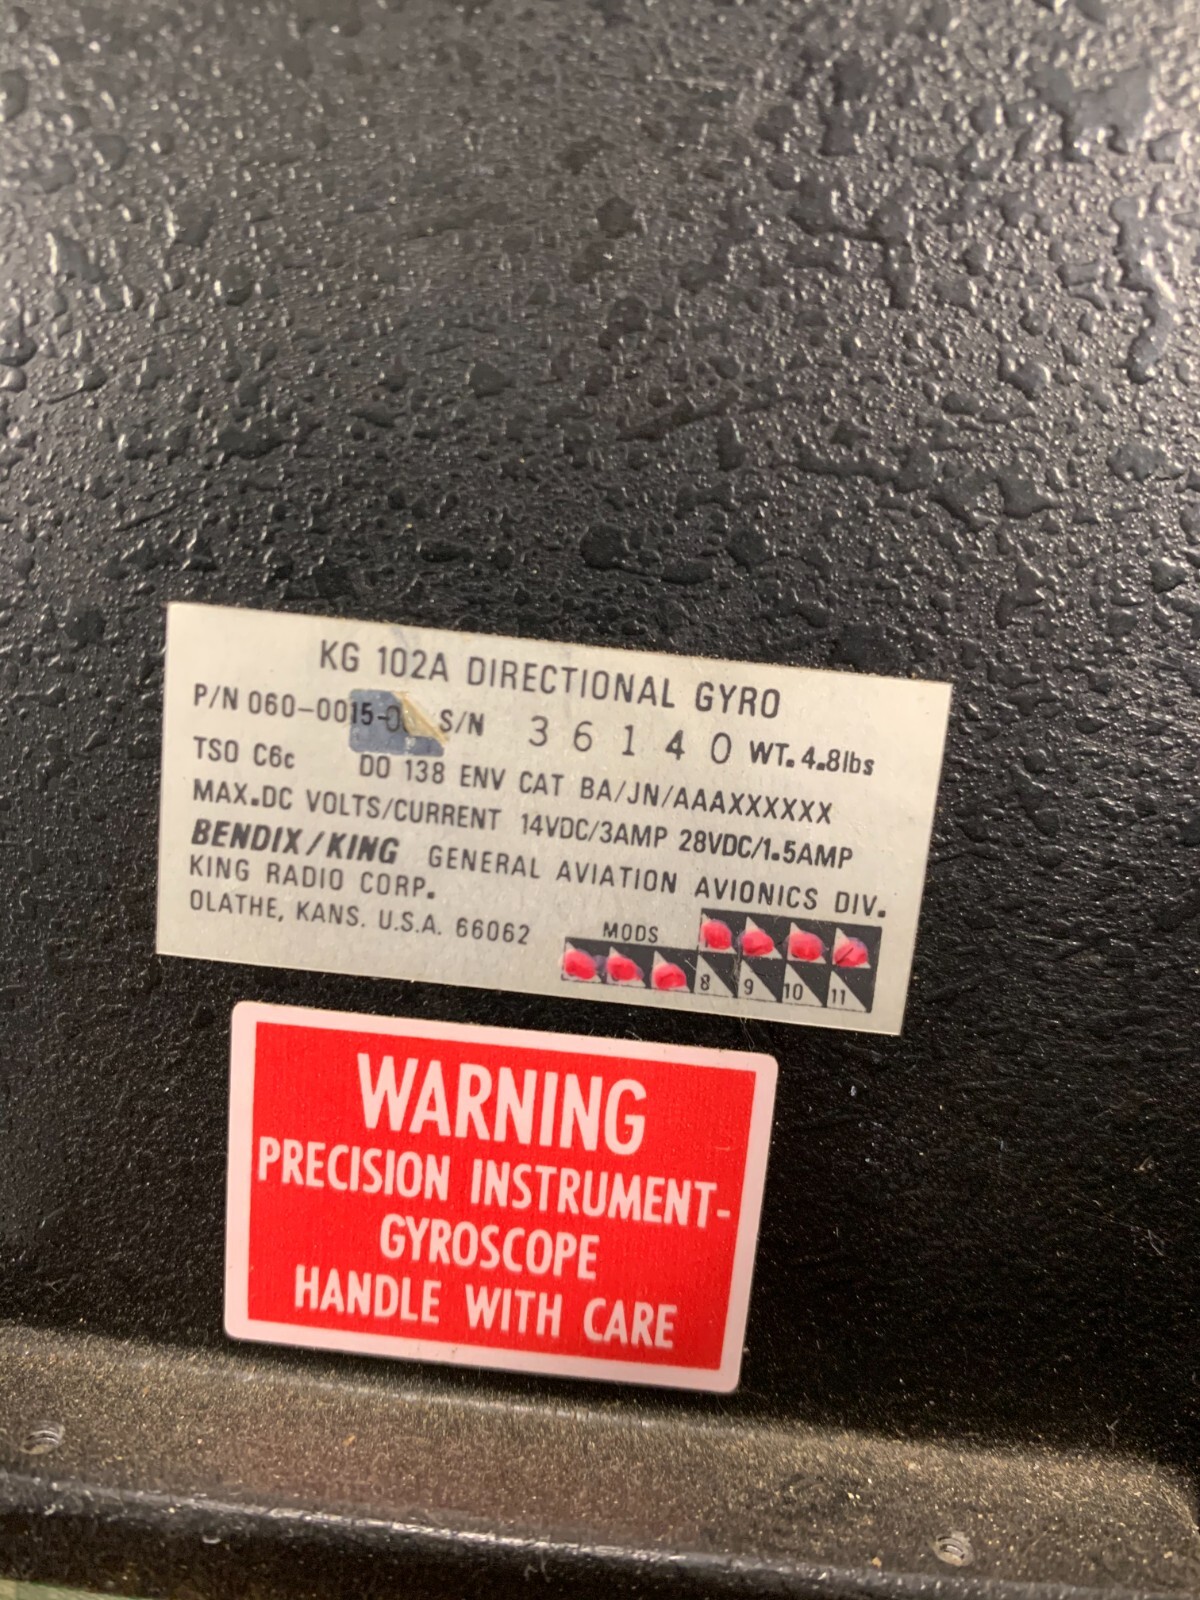 KG 102A DIRECTIONAL GYRO
P/N 060-0015-0 S/N 36140 WT. 4.8lbs
TSO C6c DO 138 ENV CAT BA/JN/AAAXXXXXX
MAX.DC VOLTS/CURRENT 14VDC/3AMP 28VDC/1.5AMP
BENDIX/KING GENERAL AVIATION AVIONICS DIV.
KING RADIO CORP.
OLATHE, KANS. U.S.A. 66062
MODS
8 9 10 11
WARNING
PRECISION INSTRUMENT-
GYROSCOPE
HANDLE WITH CARE